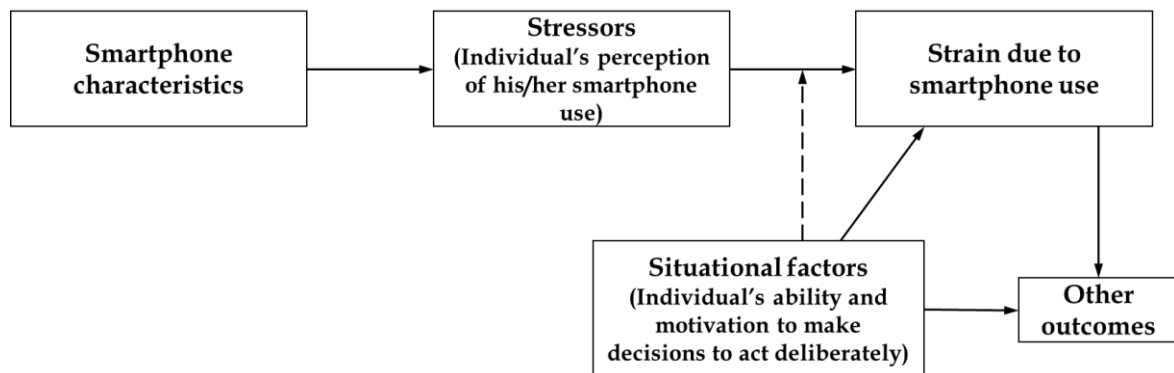 Smartphone
characteristics
Stressors
(Individual's perception
of his/her smartphone
use)
Strain due to
smartphone use
Situational factors
(Individual's ability and
motivation to make
decisions to act deliberately)
Other
outcomes